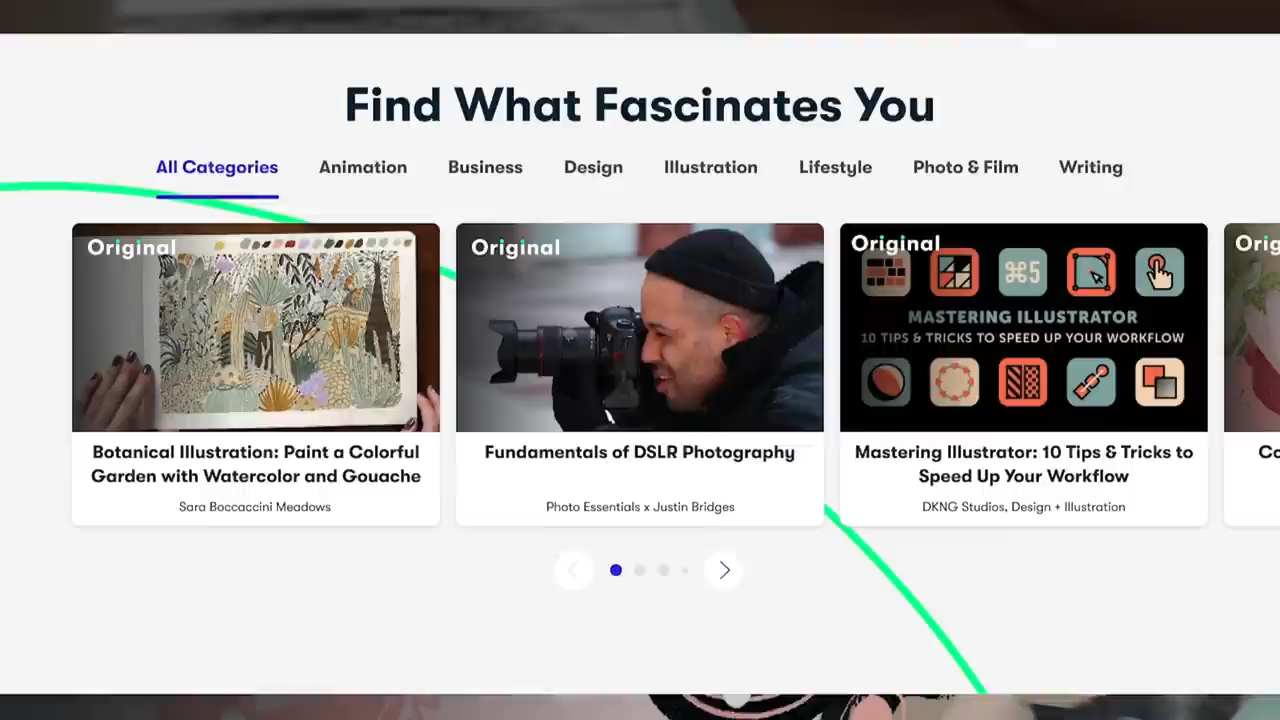 Find What Fascinates You
All Categories Animation Business Design Illustration Lifestyle Photo & Film Writing
Original
Original
Original
⌘5
MASTERING ILLUSTRATOR
10 TIPS & TRICKS TO SPEED UP YOUR WORKFLOW
Orig
Botanical Illustration: Paint a Colorful
Garden with Watercolor and Gouache
Sara Boccaccini Meadows
Fundamentals of DSLR Photography
Photo Essentials x Justin Bridges
Mastering Illustrator: 10 Tips & Tricks to
Speed Up Your Workflow
DKNG Studios, Design + Illustration
Co